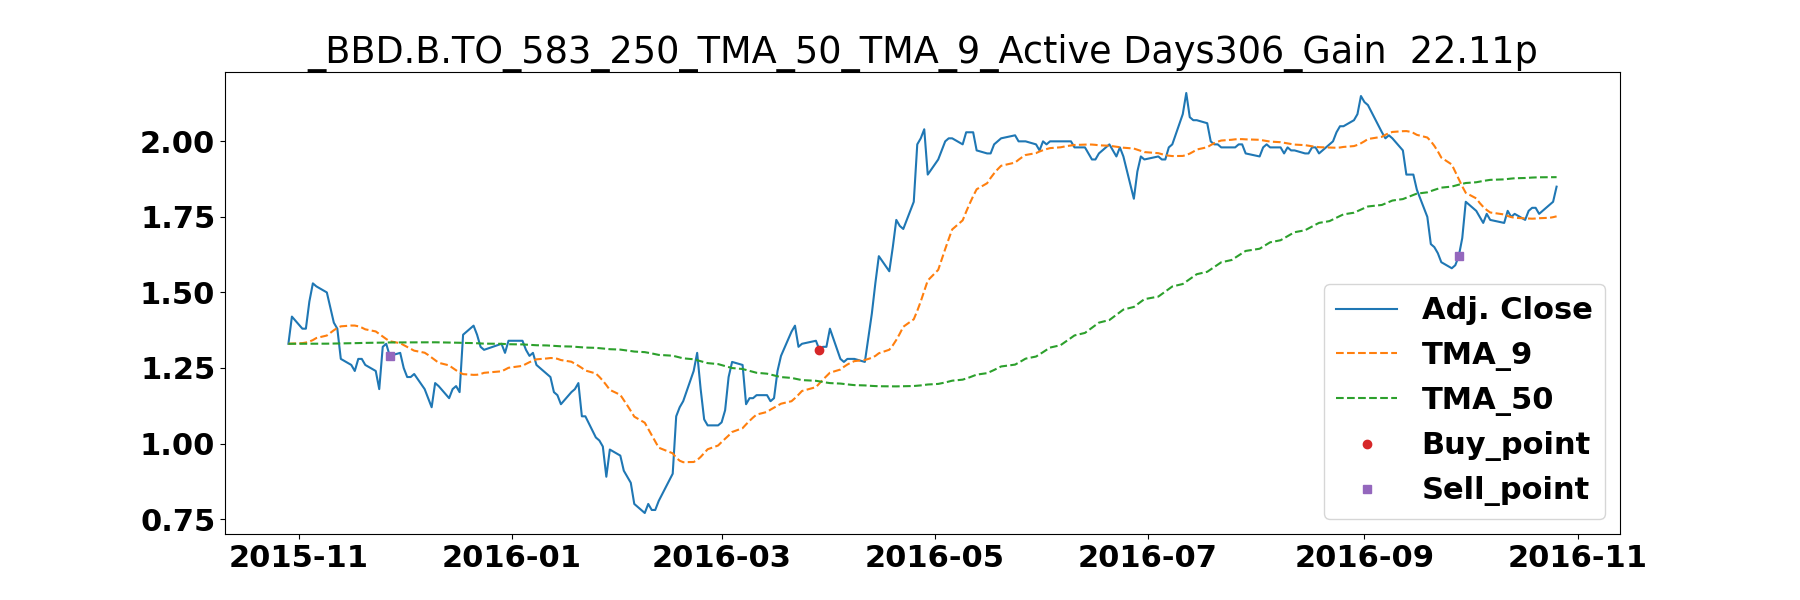 _BBD.B.TO_583_250_TMA_50_TMA_9_Active Days306_Gain  22.11p
2.00
1.75
1.50
1.25
1.00
0.75
Adj. Close
TMA_9
TMA_50
Buy_point
Sell_point
2015-11 2016-01 2016-03 2016-05 2016-07 2016-09 2016-11